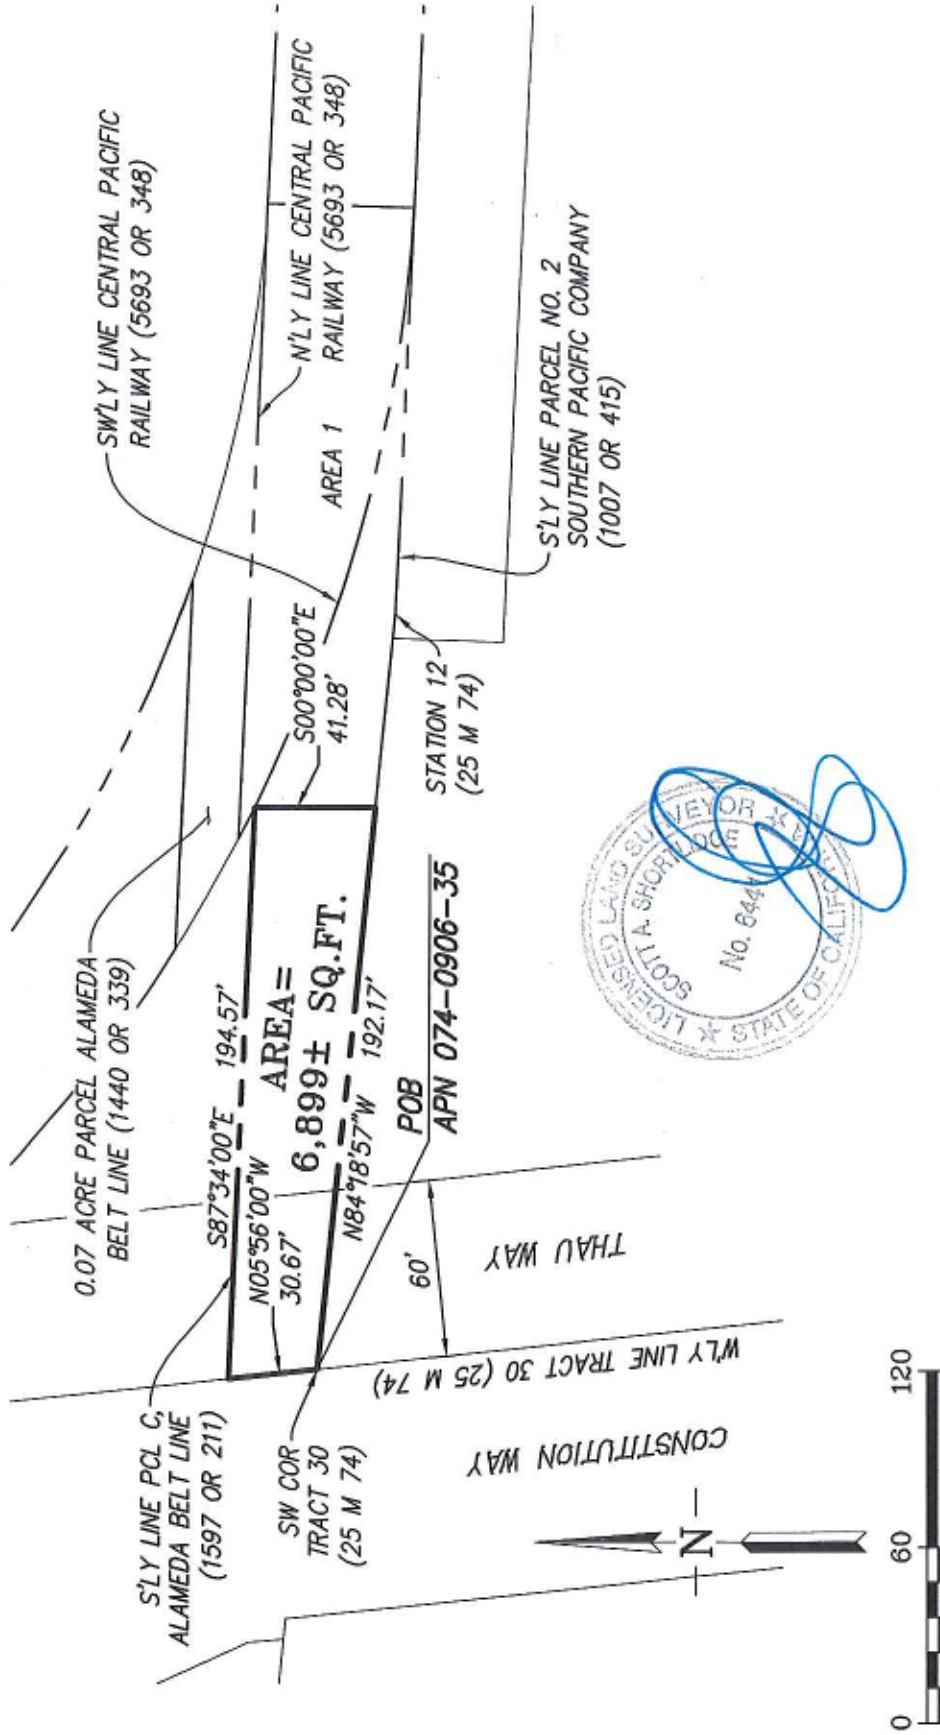 SW'LY LINE CENTRAL PACIFIC
RAILWAY (5693 OR 348)
N'LY LINE CENTRAL PACIFIC
RAILWAY (5693 OR 348)
AREA 1
0.07 ACRE PARCEL ALAMEDA
BELT LINE (1440 OR 339)
S'LY LINE PARCEL NO. 2
SOUTHERN PACIFIC COMPANY
(1007 OR 415)
S00°00'00"E
41.28'
STATION 12
(25 M 74)
S87°34'00"E 194.57'
AREA=
6,899± SQ.FT.
N05°56'00"W
30.67'
N84°18'57"W 192.17'
POB
APN 074-0906-35
S'LY LINE PCL C,
ALAMEDA BELT LINE
(1597 OR 211)
SW COR
TRACT 30
(25 M 74)
60'
THAU WAY
W'LY LINE TRACT 30 (25 M 74)
CONSTITUTION WAY
N
LICENSED LAND SURVEYOR
SCOTT A. SHORTLIDGE
No.
STATE OF CALIFORNIA
0 60 120